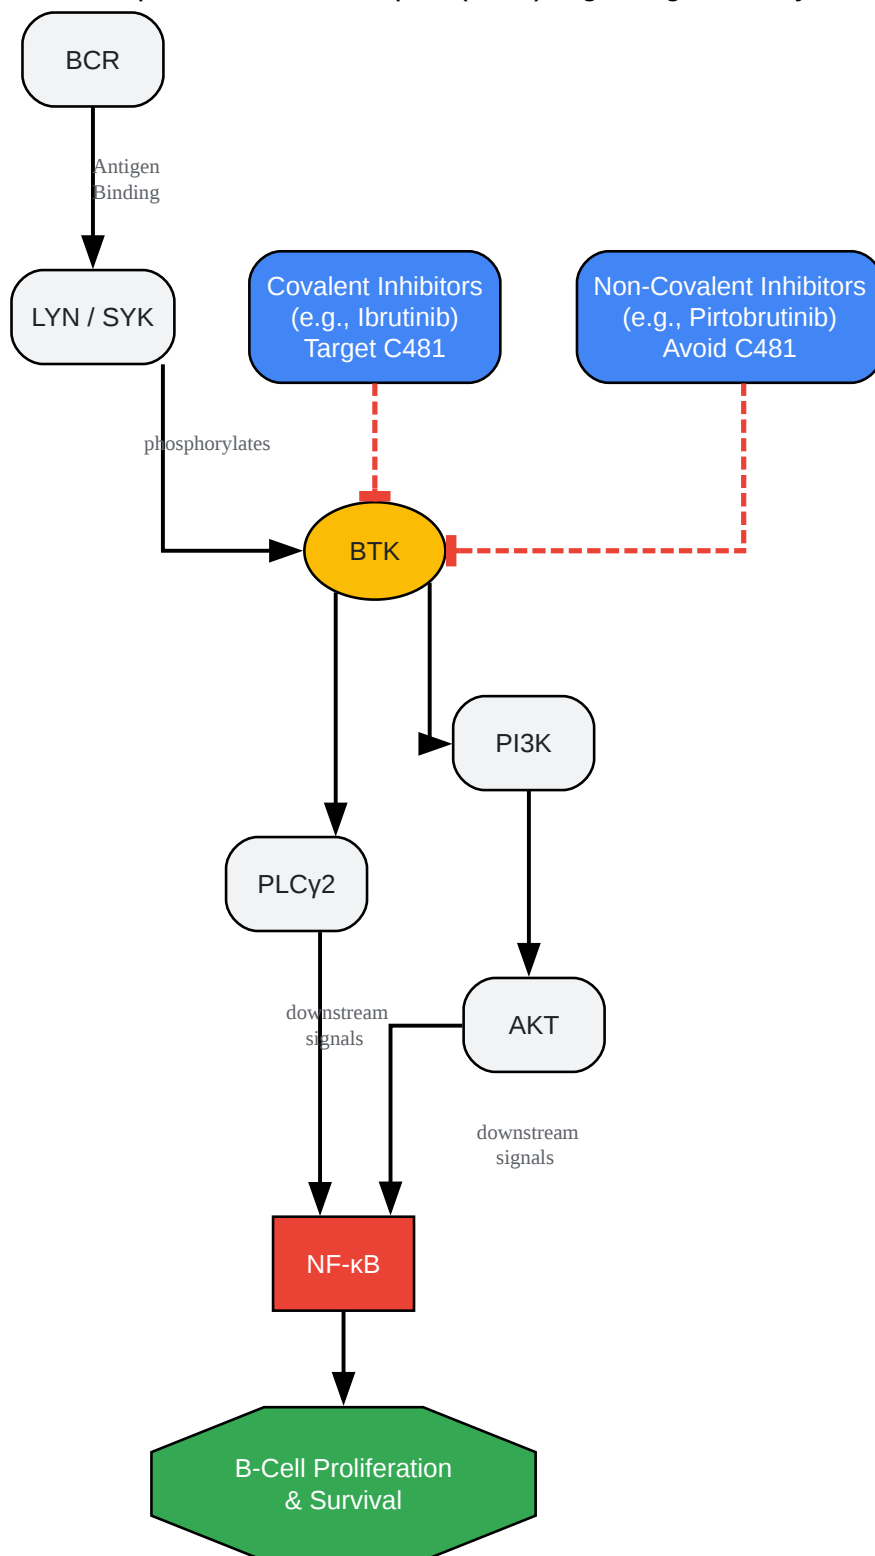 BCR
Antigen
Binding
LYN / SYK
Covalent Inhibitors
(e.g., Ibrutinib)
Target C481
Non-Covalent Inhibitors
(e.g., Pirtobrutinib)
Avoid C481
phosphorylates
BTK
PI3K
PLCγ2
downstream
signals
AKT
downstream
signals
NF-κB
B-Cell Proliferation
& Survival